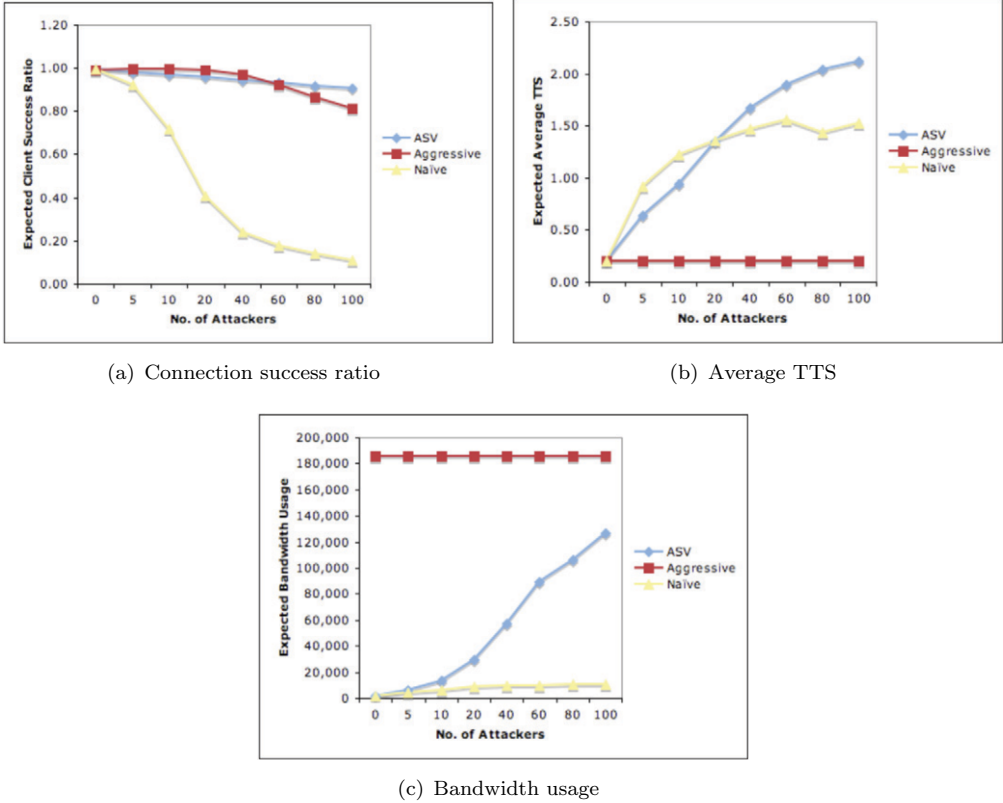 1.20
1.00
0.80
0.60
0.40
0.20
0.00
Expected Client Success Ratio
0 5 10 20 40 60 80 100
No. of Attackers
ASV
Aggressive
Naïve
(a) Connection success ratio
2.50
2.00
1.50
1.00
0.50
0.00
Expected Average TTS
0 5 10 20 40 60 80 100
No. of Attackers
ASV
Aggressive
Naïve
(b) Average TTS
200,000
180,000
160,000
140,000
120,000
100,000
80,000
60,000
40,000
20,000
0
Expected Bandwidth Usage
0 5 10 20 40 60 80 100
No. of Attackers
ASV
Aggressive
Naïve
(c) Bandwidth usage